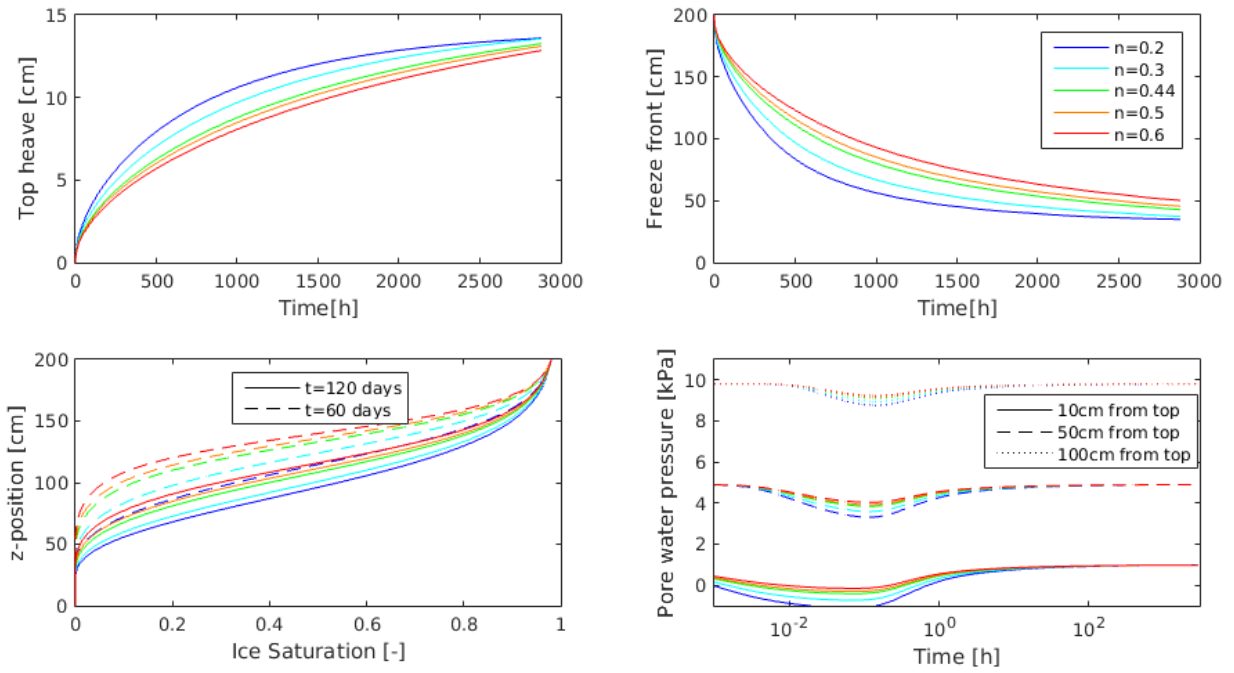 Top heave [cm]
15
10
5
0
0 500 1000 1500 2000 2500 3000
Time[h]
Freeze front [cm]
200
150
100
50
0
0 500 1000 1500 2000 2500 3000
Time[h]
n=0.2
n=0.3
n=0.44
n=0.5
n=0.6
z-position [cm]
200
150
100
50
0
0 0.2 0.4 0.6 0.8 1
Ice Saturation [-]
t=120 days
t=60 days
Pore water pressure [kPa]
10
8
6
4
2
0
10-2 100 102
Time [h]
10cm from top
50cm from top
100cm from top